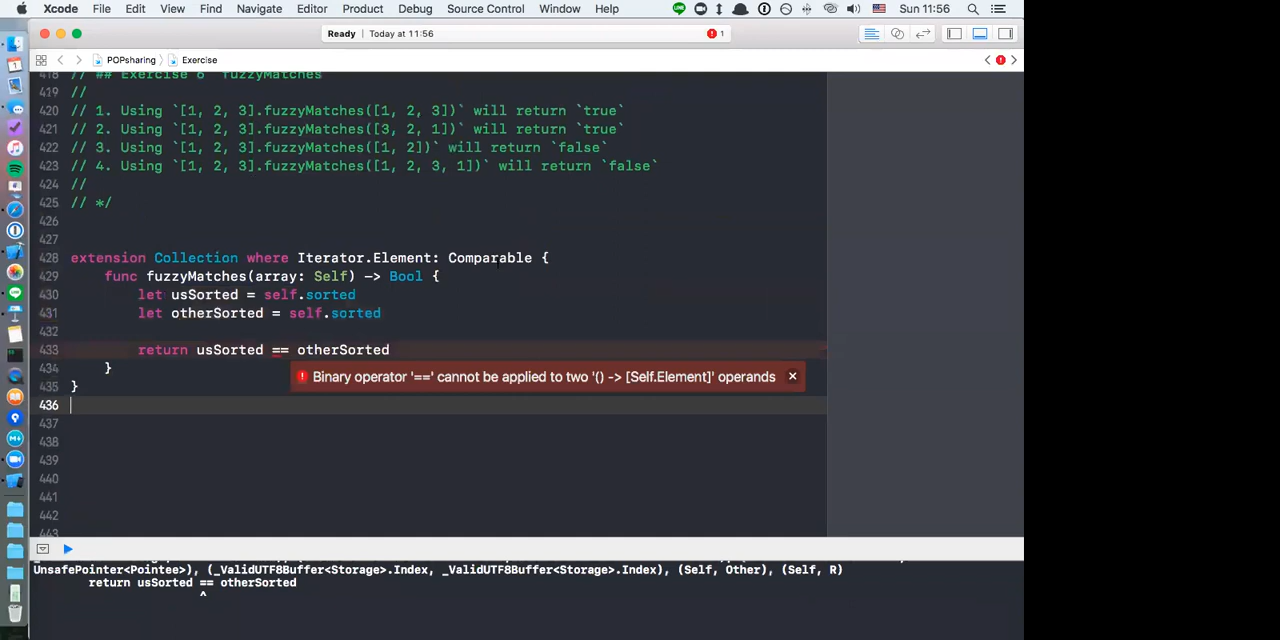 Xcode File Edit View Find Navigate Editor Product Debug Source Control Window Help Sun 11:56
Ready | Today at 11:56 1
POPsharing Exercise
418 // ## Exercise 6 fuzzyMatches
419 //
420 // 1. Using `[1, 2, 3].fuzzyMatches([1, 2, 3])` will return `true`
421 // 2. Using `[1, 2, 3].fuzzyMatches([3, 2, 1])` will return `true`
422 // 3. Using `[1, 2, 3].fuzzyMatches([1, 2])` will return `false`
423 // 4. Using `[1, 2, 3].fuzzyMatches([1, 2, 3, 1])` will return `false`
424 //
425 // */
426
427
428 extension Collection where Iterator.Element: Comparable {
429 func fuzzyMatches(array: Self) -> Bool {
430 let usSorted = self.sorted
431 let otherSorted = self.sorted
432
433 return usSorted == otherSorted
434 }
Binary operator '==' cannot be applied to two '() -> [Self.Element]' operands
435 }
436
437
438
439
440
441
442
443
UnsafePointer<Pointee>), (_ValidUTF8Buffer<Storage>.Index, _ValidUTF8Buffer<Storage>.Index), (Self, Other), (Self, R)
return usSorted == otherSorted
^